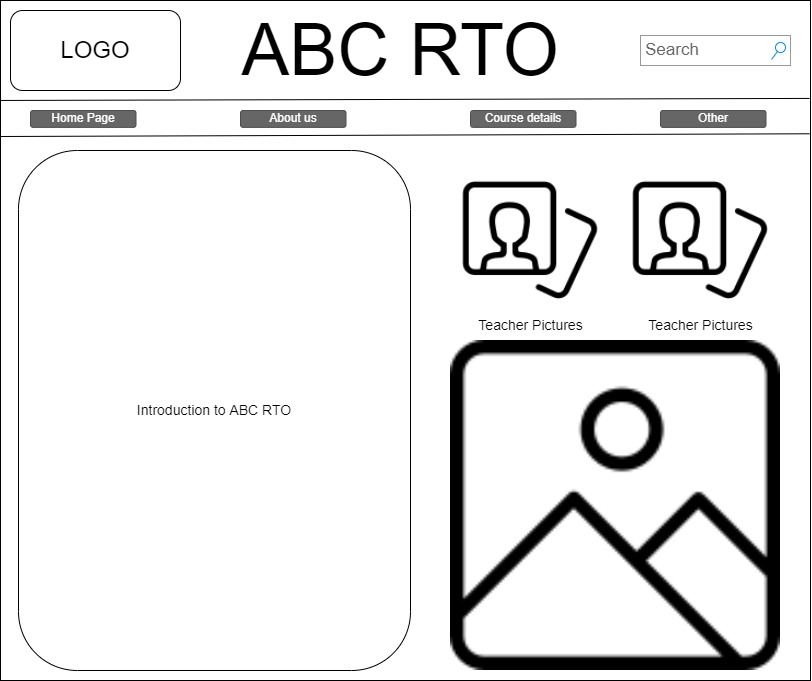 LOGO
ABC RTO
Search
Home Page
About us
Course details
Other
Teacher Pictures
Teacher Pictures
Introduction to ABC RTO